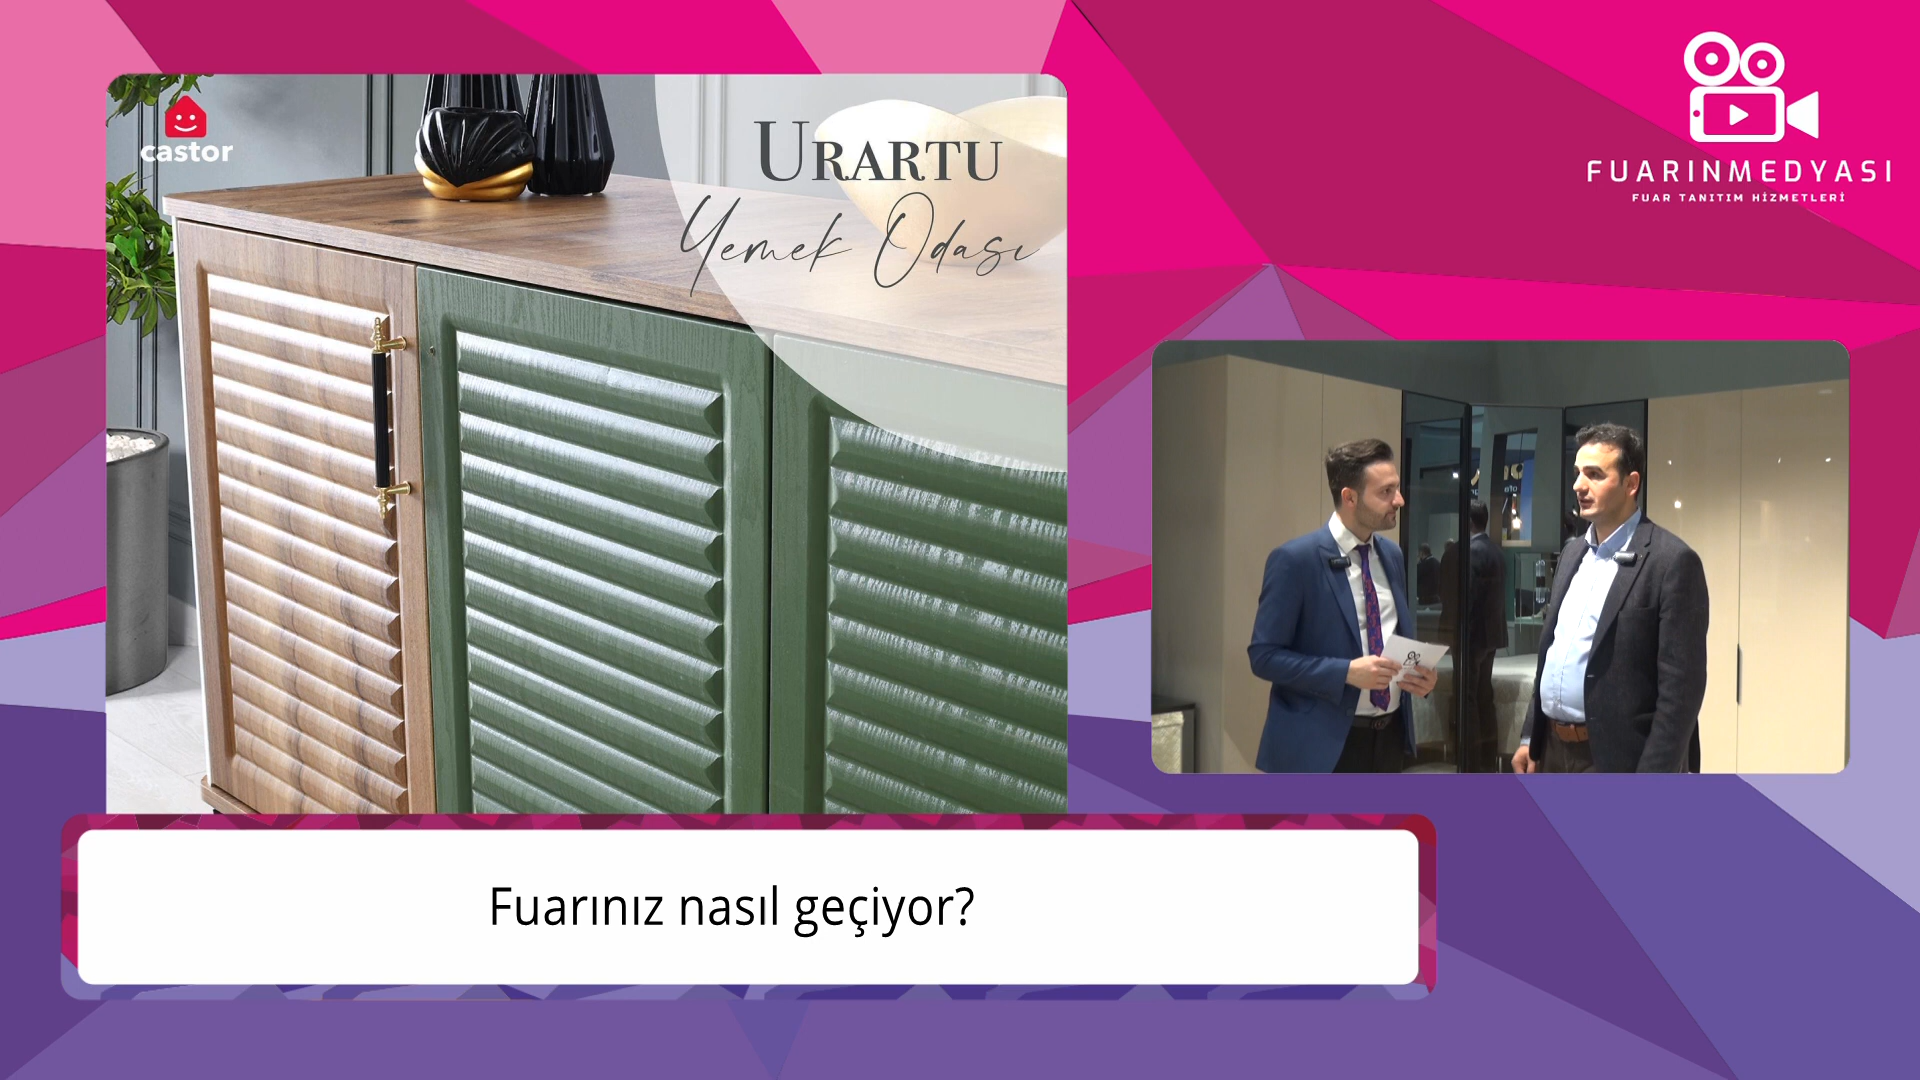 castor
URARTU
Yemek Odası
FUARINMEDYASI
FUAR TANITIM HİZMETLERİ
Fuarınız nasıl geçiyor?